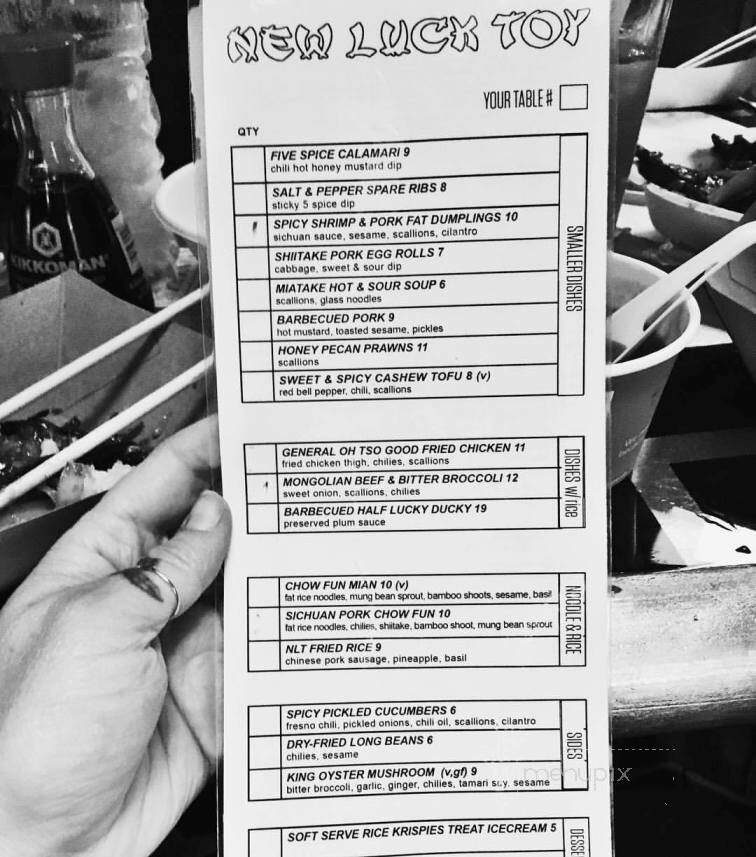 NEW LUCK TOY
YOUR TABLE #
QTY
SMALLER DISHES
FIVE SPICE CALAMARI 9
chili hot honey mustard dip
SALT & PEPPER SPARE RIBS 8
sticky 5 spice dip
SPICY SHRIMP & PORK FAT DUMPLINGS 10
sichuan sauce, sesame, scallions, cilantro
SHIITAKE PORK EGG ROLLS 7
cabbage, sweet & sour dip
MIATAKE HOT & SOUR SOUP 6
scallions, glass noodles
BARBECUED PORK 9
hot mustard, toasted sesame, pickles
HONEY PECAN PRAWNS 11
scallions
SWEET & SPICY CASHEW TOFU 8 (v)
red bell pepper, chili, scallions
DISHES w/ rice
GENERAL OH TSO GOOD FRIED CHICKEN 11
fried chicken thigh, chilies, scallions
MONGOLIAN BEEF & BITTER BROCCOLI 12
sweet onion, scallions, chilies
BARBECUED HALF LUCKY DUCKY 19
preserved plum sauce
NOODLE & RICE
CHOW FUN MIAN 10 (v)
fat rice noodles, mung bean sprout, bamboo shoots, sesame, basil
SICHUAN PORK CHOW FUN 10
fat rice noodles, chilies, shiitake, bamboo shoot, mung bean sprout
NLT FRIED RICE 9
chinese pork sausage, pineapple, basil
SIDES
SPICY PICKLED CUCUMBERS 6
fresno chili, pickled onions, chili oil, scallions, cilantro
DRY-FRIED LONG BEANS 6
chilies, sesame
KING OYSTER MUSHROOM (v,gf) 9
bitter broccoli, garlic, ginger, chilies, tamari soy, sesame
DESSE
SOFT SERVE RICE KRISPIES TREAT ICECREAM 5
KIKKOMAN
menupix